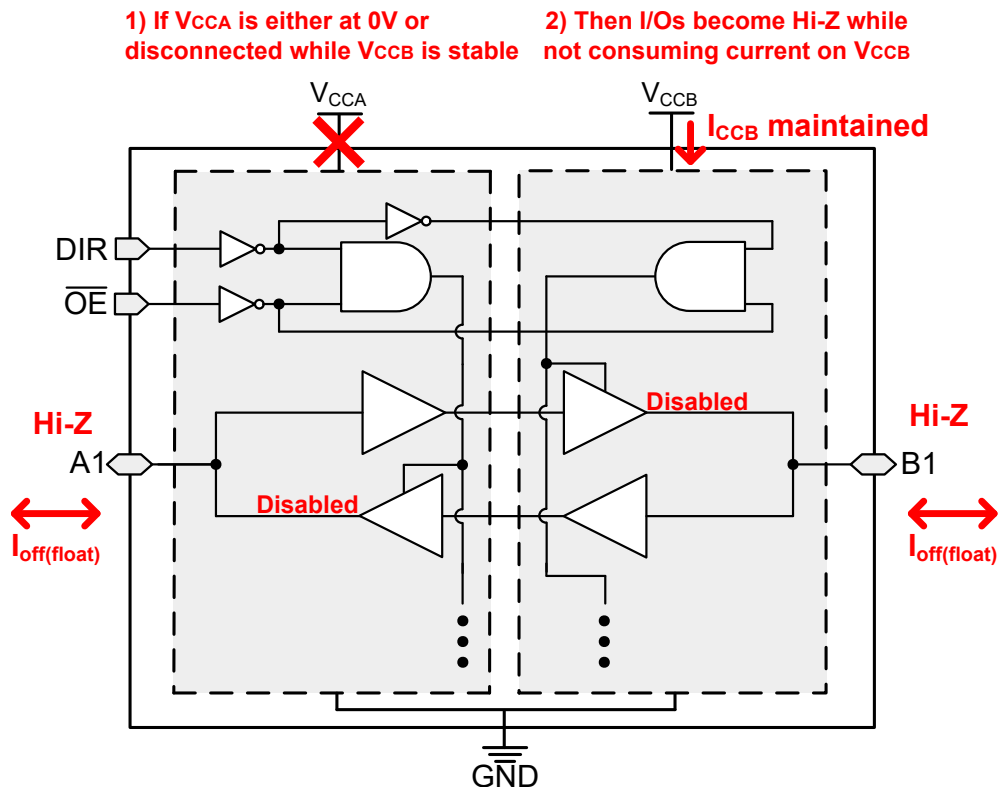 1) If VCCA is either at 0V or
disconnected while VCCB is stable
2) Then I/Os become Hi-Z while
not consuming current on VCCB
VCCA
VCCB
ICCB maintained
DIR
OE
Disabled
Hi-Z
Hi-Z
A1
B1
Disabled
Ioff(float)
Ioff(float)
GND